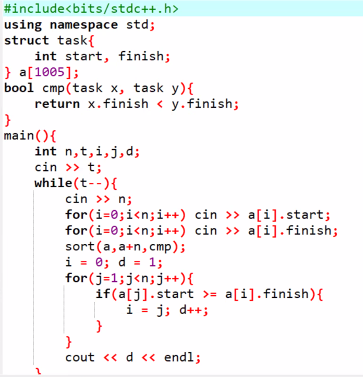 #include<bits/stdc++.h>
using namespace std;
struct task{
    int start, finish;
} a[1005];
bool cmp(task x, task y){
    return x.finish < y.finish;
}
main(){
    int n,t,i,j,d;
    cin >> t;
    while(t--){
        cin >> n;
        for(i=0;i<n;i++) cin >> a[i].start;
        for(i=0;i<n;i++) cin >> a[i].finish;
        sort(a,a+n,cmp);
        i = 0; d = 1;
        for(j=1;j<n;j++){
            if(a[j].start >= a[i].finish){
                i = j; d++;
            }
        }
        cout << d << endl;
    }